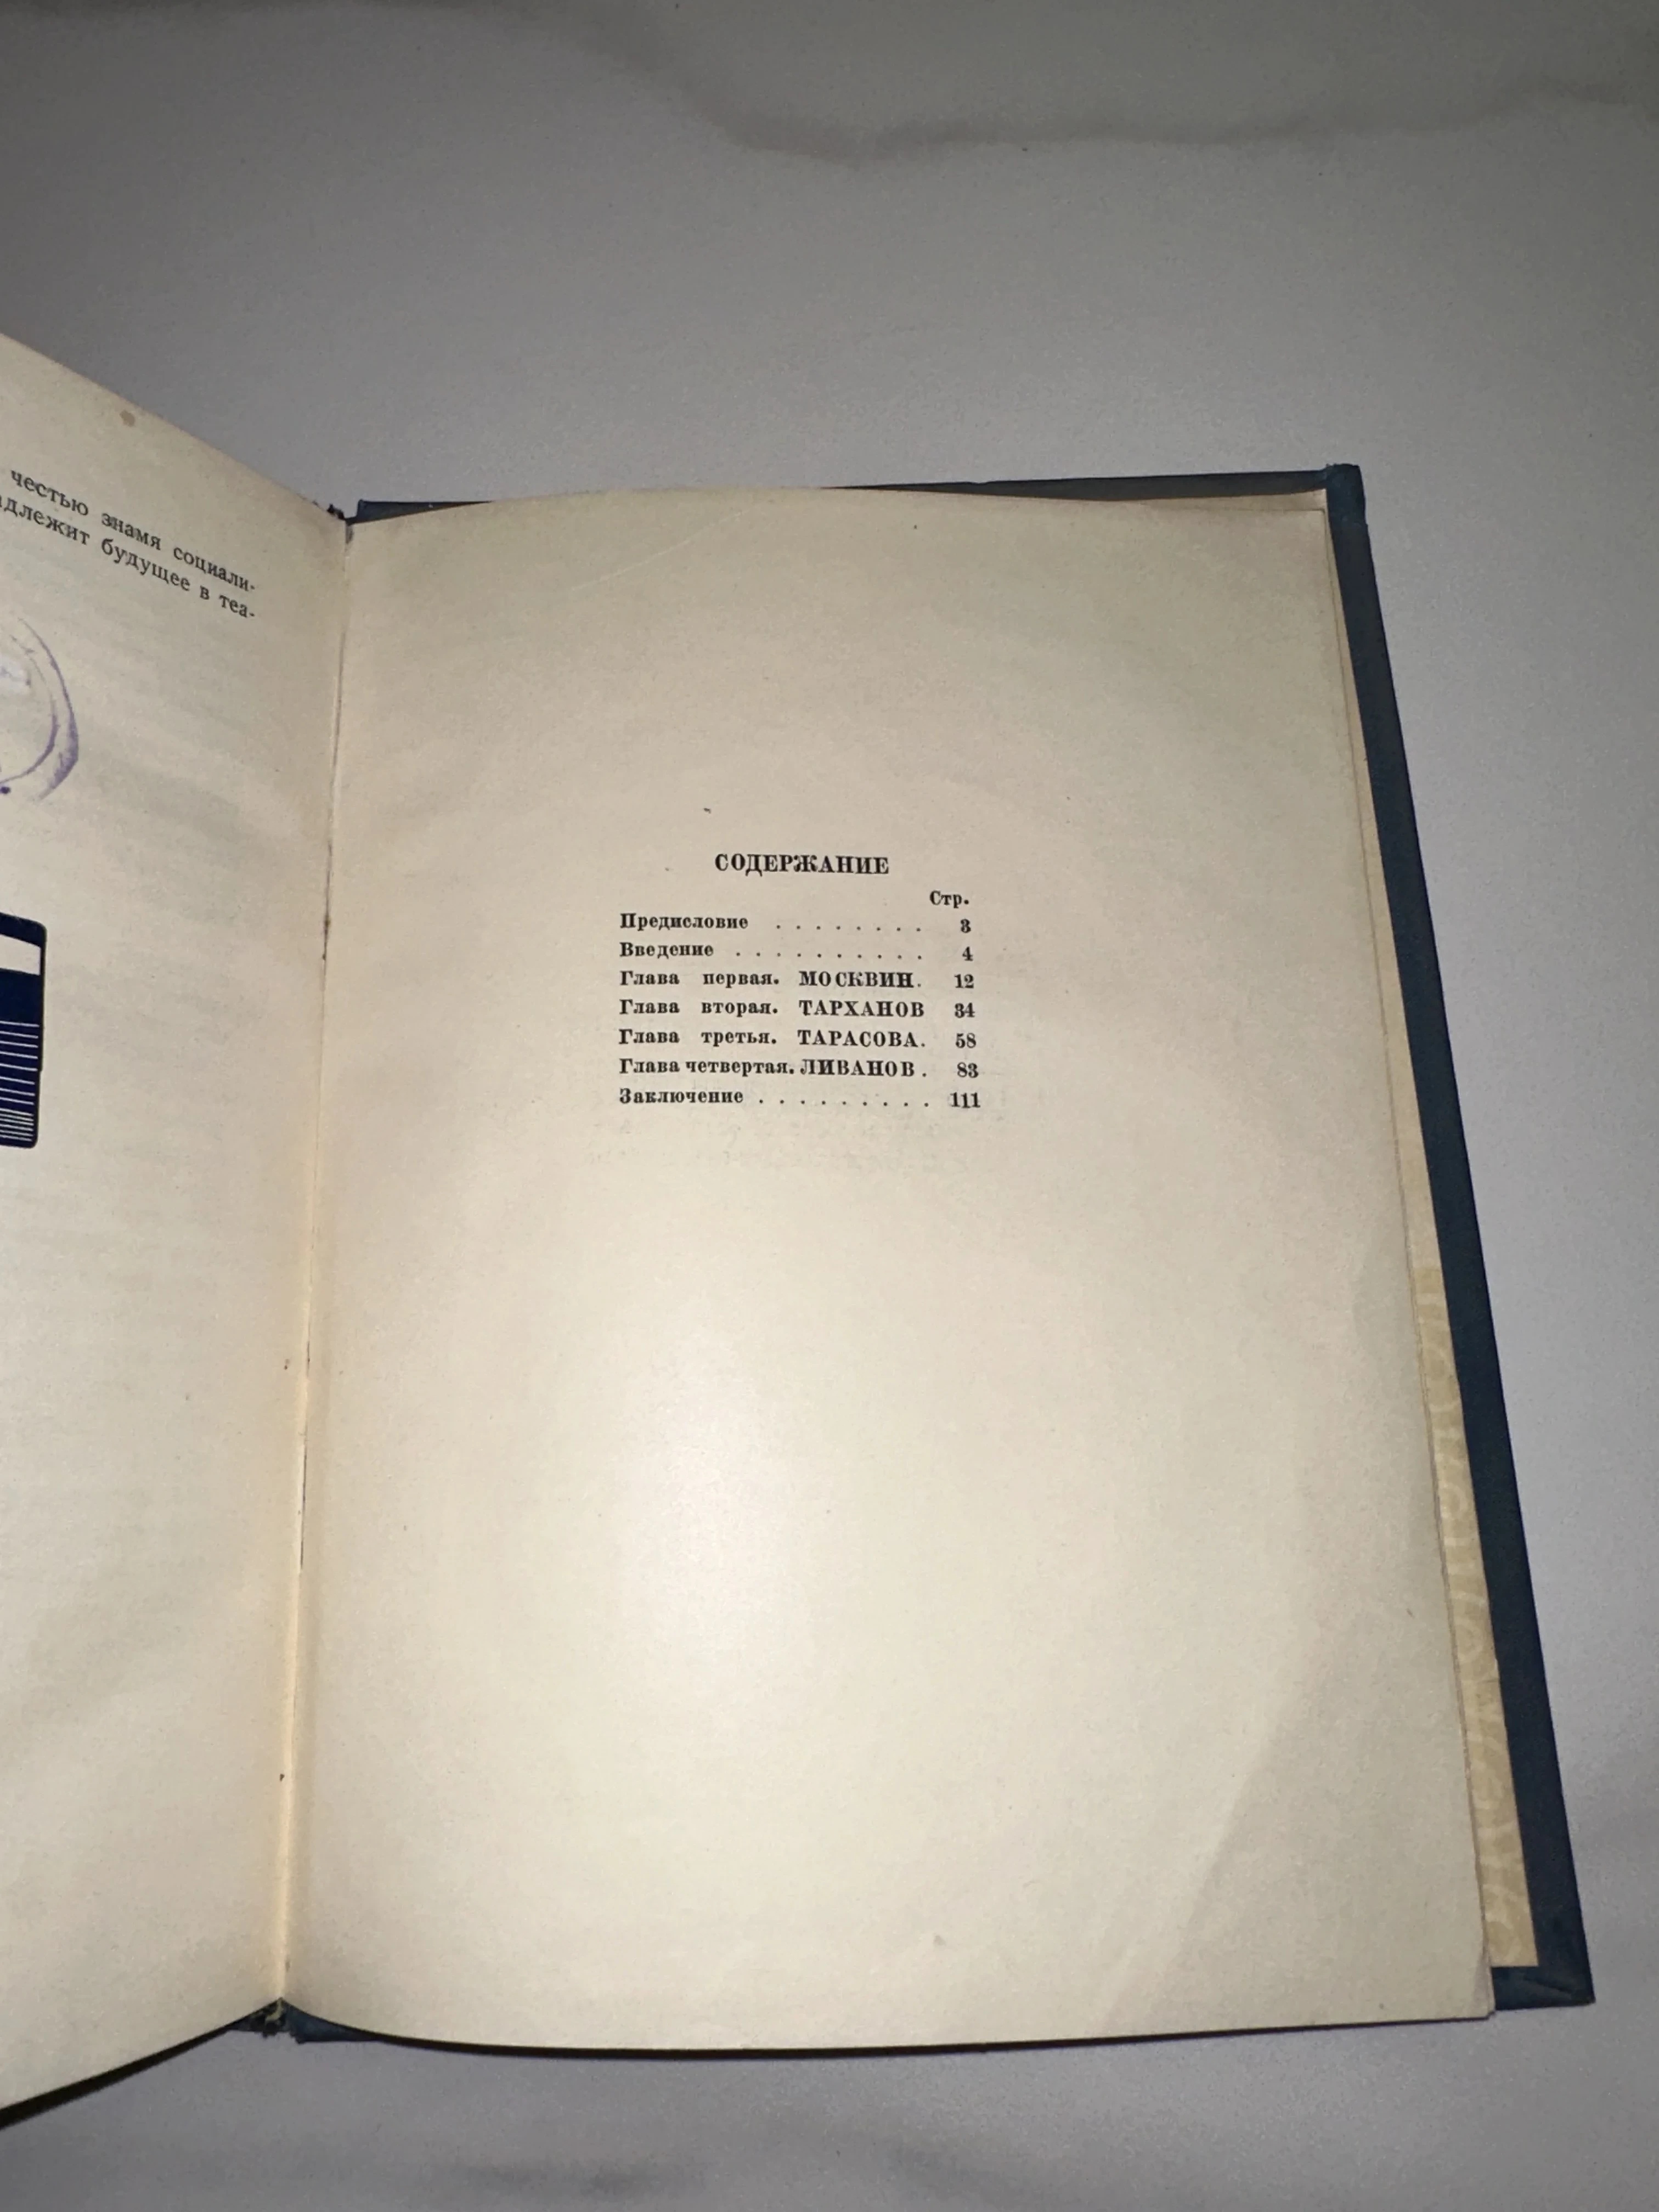 честью знамя социали-
длежит будущее в теа-
СОДЕРЖАНИЕ
Стр.
Предисловие . . . . . . . . 3
Введение . . . . . . . . . . 4
Глава первая. МОСКВИН. 12
Глава вторая. ТАРХАНОВ 34
Глава третья. ТАРАСОВА. 58
Глава четвертая. ЛИВАНОВ. 83
Заключение . . . . . . . . . 111